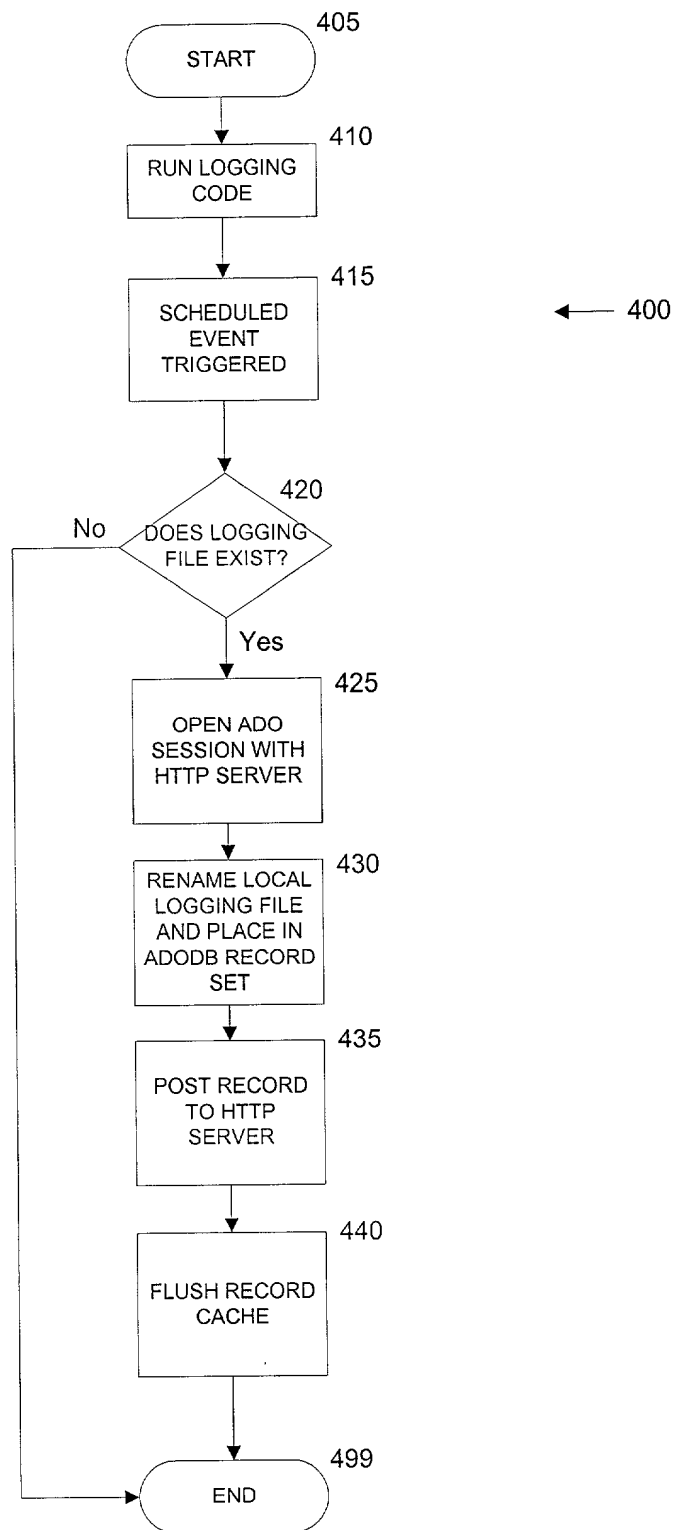 405
START
410
RUN LOGGING
CODE
415
SCHEDULED
EVENT
TRIGGERED
400
420
No
DOES LOGGING
FILE EXIST?
Yes
425
OPEN ADO
SESSION WITH
HTTP SERVER
430
RENAME LOCAL
LOGGING FILE
AND PLACE IN
ADODB RECORD
SET
435
POST RECORD
TO HTTP
SERVER
440
FLUSH RECORD
CACHE
499
END